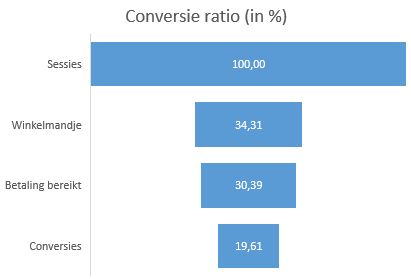 Conversie ratio (in %)
Sessies 100,00
Winkelmandje 34,31
Betaling bereikt 30,39
Conversies 19,61